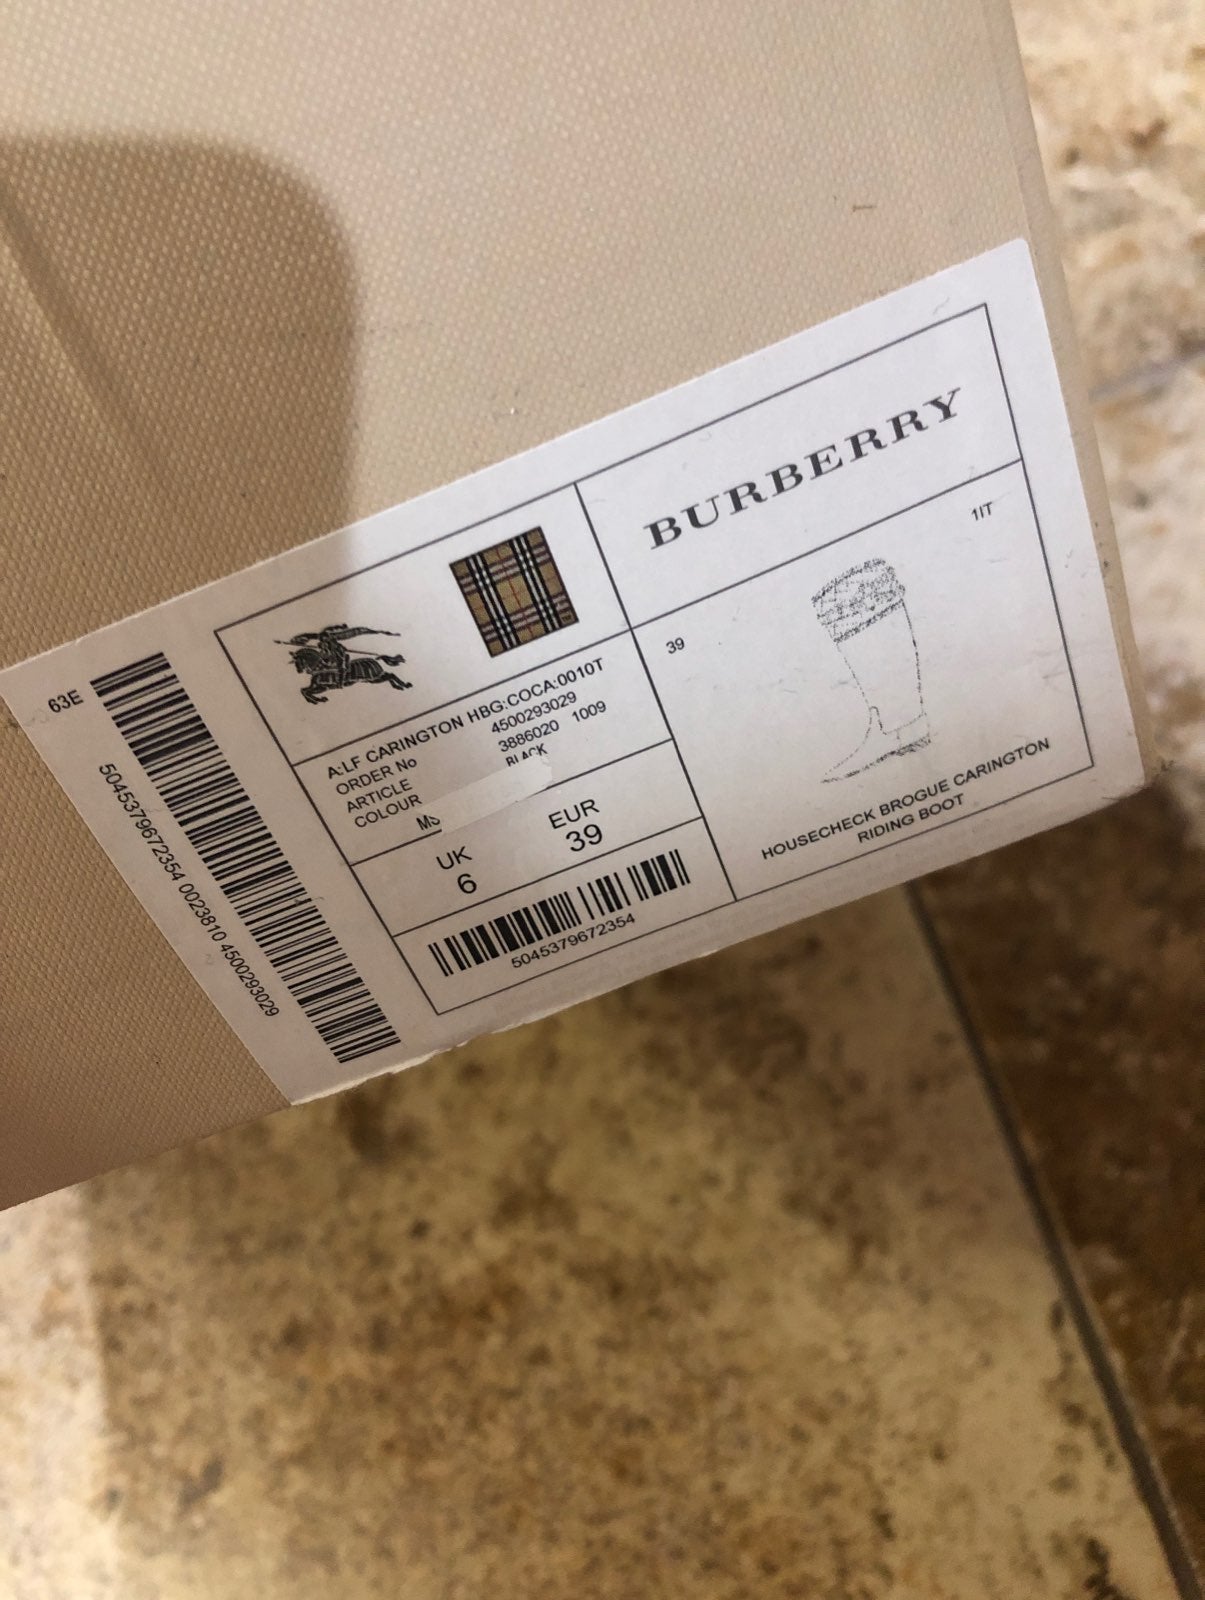 63E
5045379672354 0023810 4500293029
BURBERRY
A:LF CARINGTON HBG:COCA:0010T
ORDER No 4500293029
ARTICLE 3886020 1009
COLOUR BLACK
UK EUR
6 39
5045379672354
1IT
39
HOUSECHECK BROGUE CARINGTON
RIDING BOOT